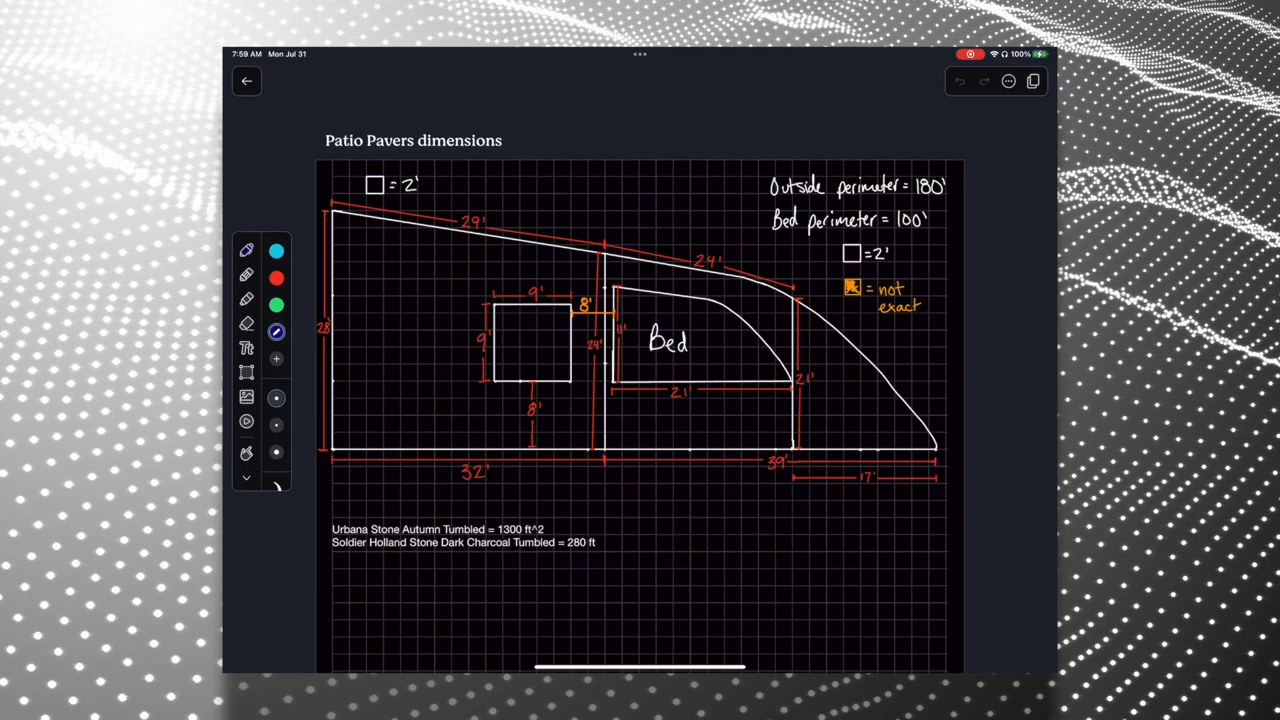 7:59 AM Mon Jul 31
100%
Patio Pavers dimensions
= 2'
Outside perimeter = 180'
Bed perimeter = 100'
= 2'
= not
exact
29'
24'
28'
9'
8'
9'
24'
11'
Bed
21'
21'
8'
32'
39'
17'
TT
Urbana Stone Autumn Tumbled = 1300 ft^2
Soldier Holland Stone Dark Charcoal Tumbled = 280 ft